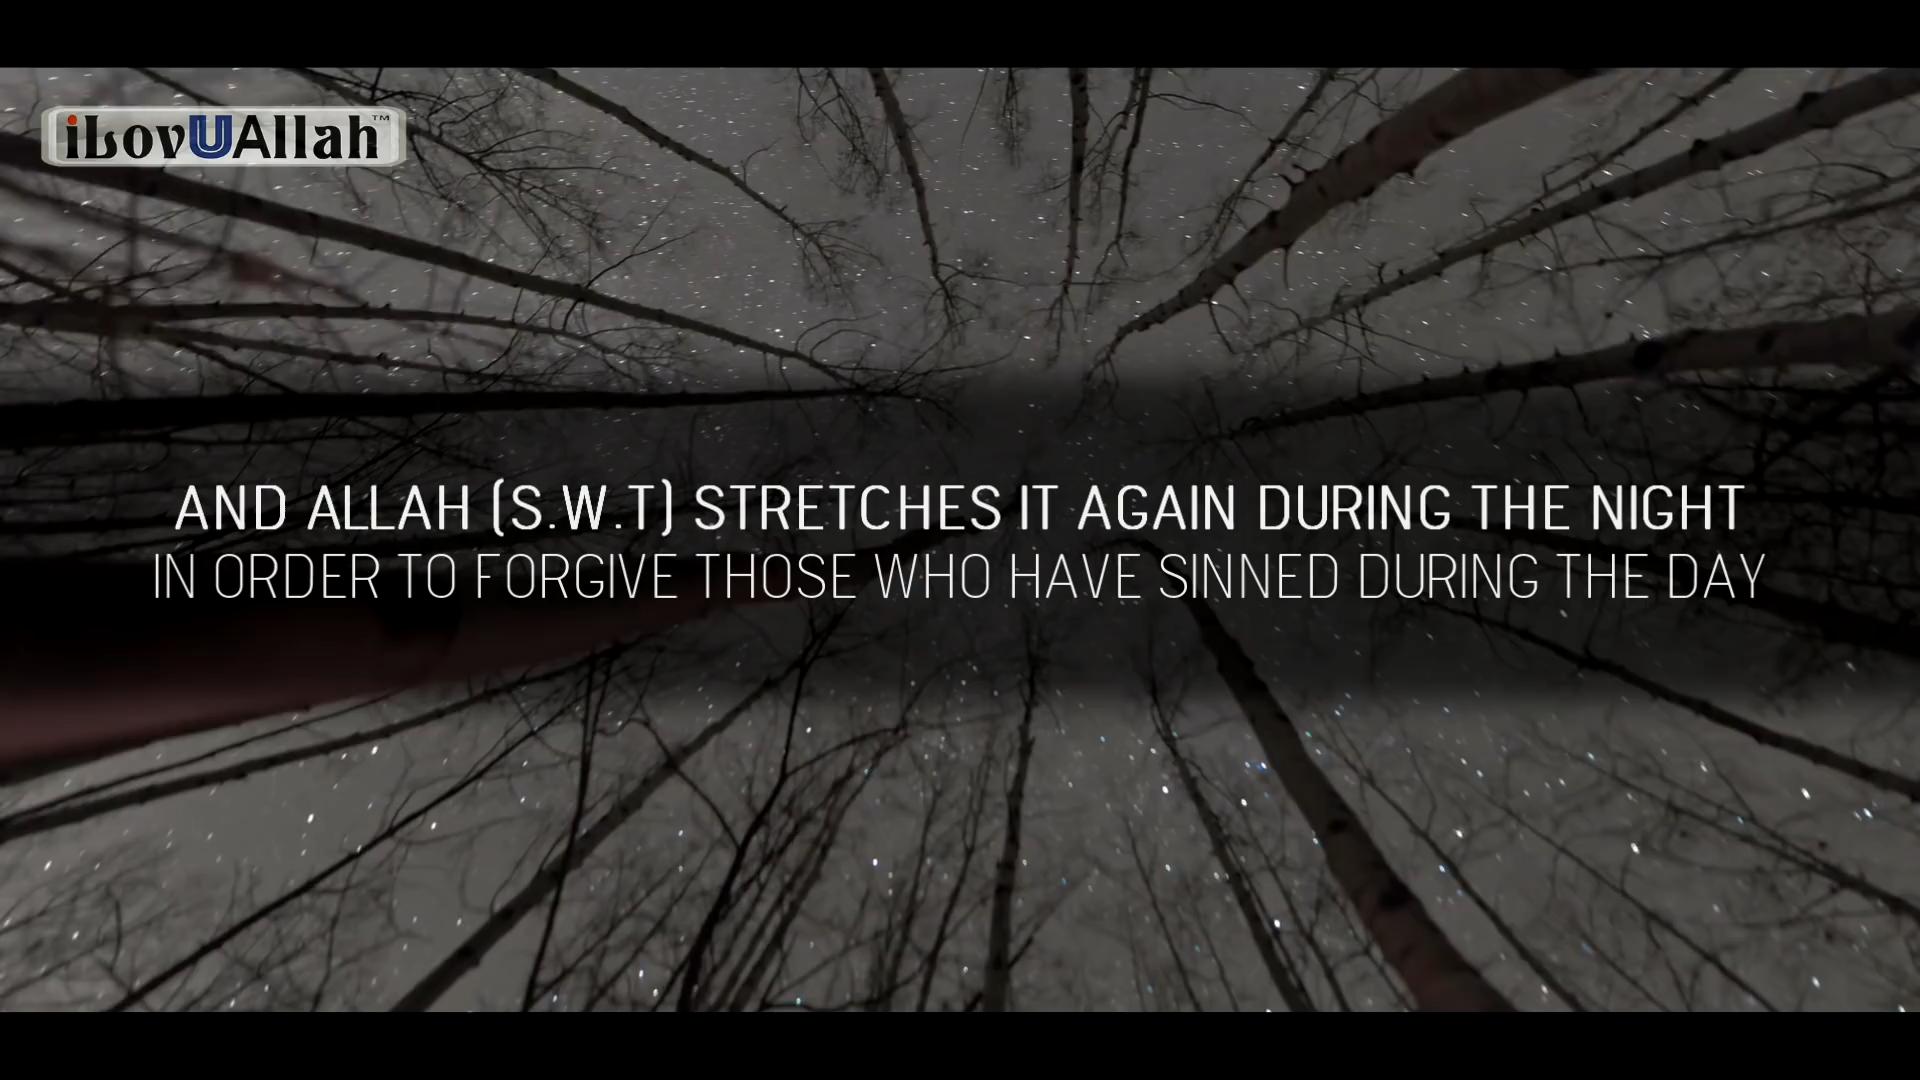 iLovUAllah™
AND ALLAH (S.W.T) STRETCHES IT AGAIN DURING THE NIGHT
IN ORDER TO FORGIVE THOSE WHO HAVE SINNED DURING THE DAY